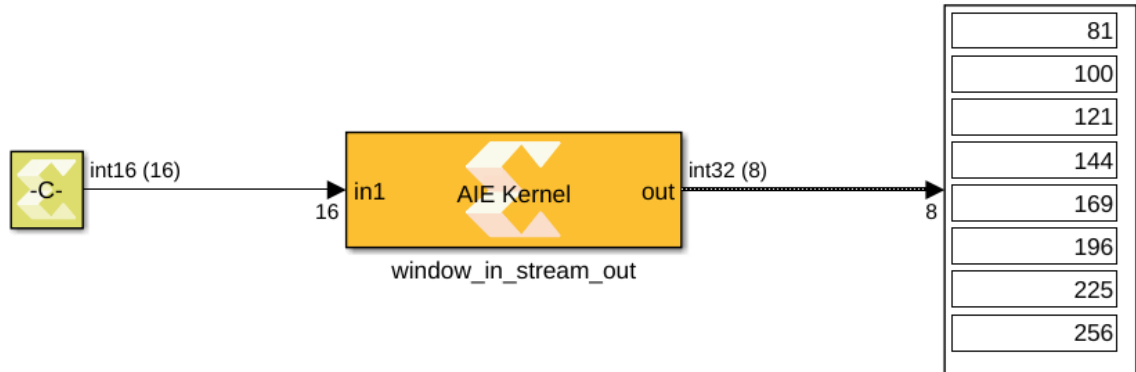 -C-
int16 (16)
16
in1
AIE Kernel
out
window_in_stream_out
int32 (8)
8
81
100
121
144
169
196
225
256